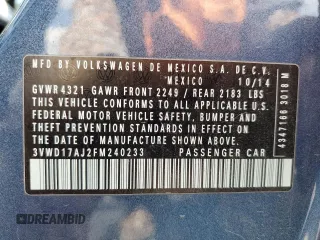 MFD. BY VOLKSWAGEN DE MEXICO S.A. DE C.V.
MEXICO 10/14
GVWR 4321 GAWR FRONT 2249 / REAR 2183 LBS
THIS VEHICLE CONFORMS TO ALL APPLICABLE U.S.
FEDERAL MOTOR VEHICLE SAFETY, BUMPER AND
THEFT PREVENTION STANDARDS IN EFFECT ON THE
DATE OF MANUFACTURE SHOWN ABOVE.
3VWD17AJ2FM240233 PASSENGER CAR
4347166 3018 M
© DREAMBID